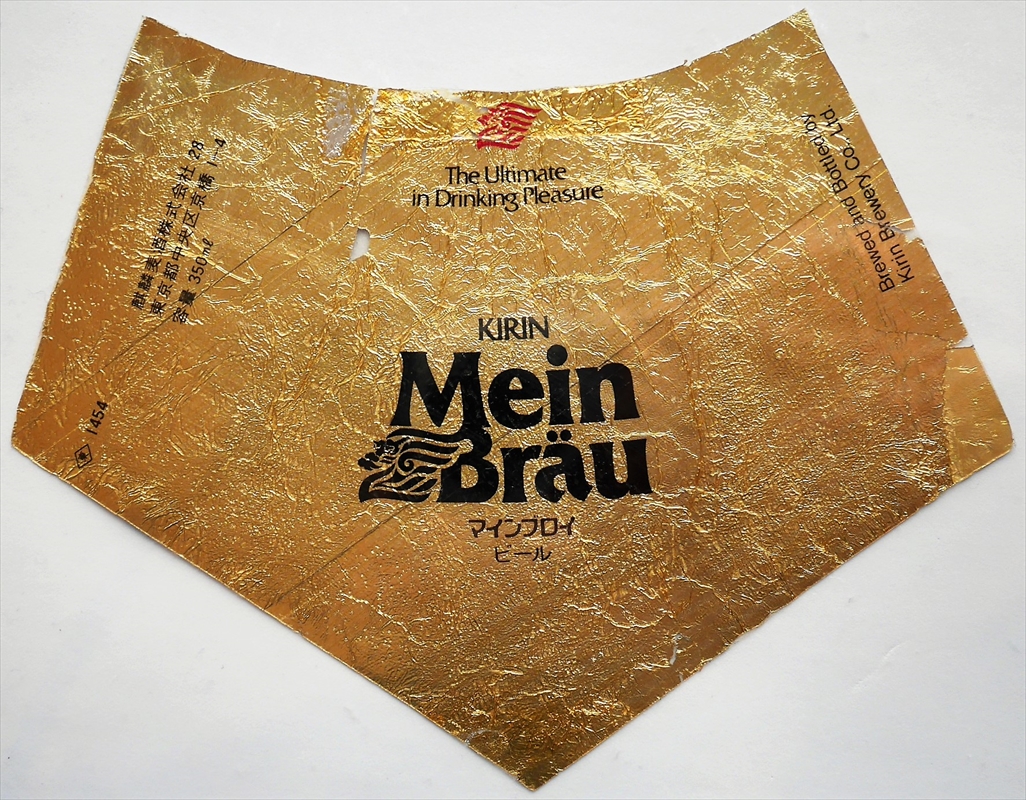 The Ultimate
in Drinking Pleasure
KIRIN
Mein
Bräu
マインブロイ
ビール
麒麟麦酒株式会社 28
東京都中央区京橋 1-4
容量 350ml
1454
Brewed and Bottled by
Kirin Brewery Co. Ltd.